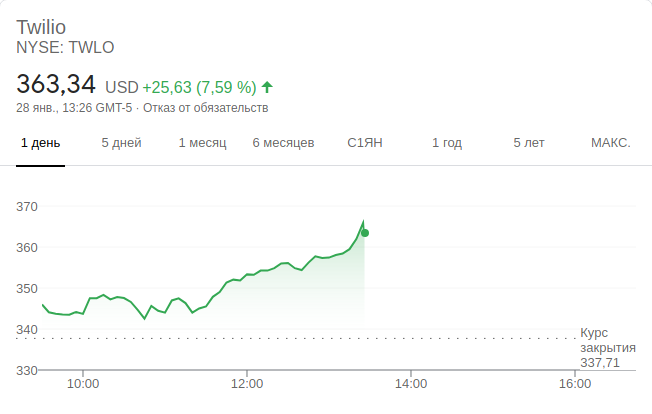 Twilio
NYSE: TWLO
363,34 USD +25,63 (7,59 %)
28 янв., 13:26 GMT-5 · Отказ от обязательств
1 день 5 дней 1 месяц 6 месяцев С1ЯН 1 год 5 лет МАКС.
370
360
350
340
330
Курс
закрытия
337,71
10:00 12:00 14:00 16:00